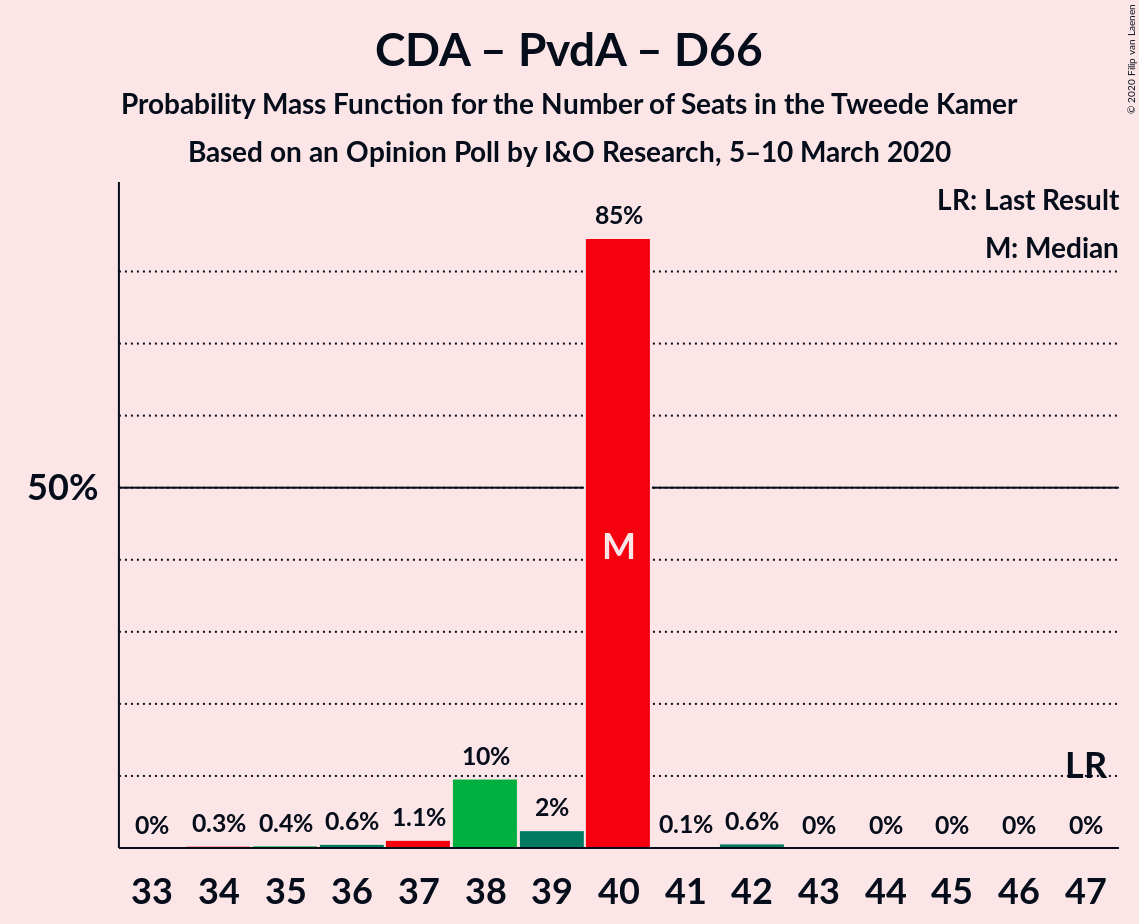 CDA – PvdA – D66
Probability Mass Function for the Number of Seats in the Tweede Kamer
Based on an Opinion Poll by I&O Research, 5–10 March 2020
© 2020 Filip van Laenen
LR: Last Result
M: Median
50%
0% 0.3% 0.4% 0.6% 1.1% 10% 2% 85% 0.1% 0.6% 0% 0% 0% 0% 0%
M
LR
33 34 35 36 37 38 39 40 41 42 43 44 45 46 47